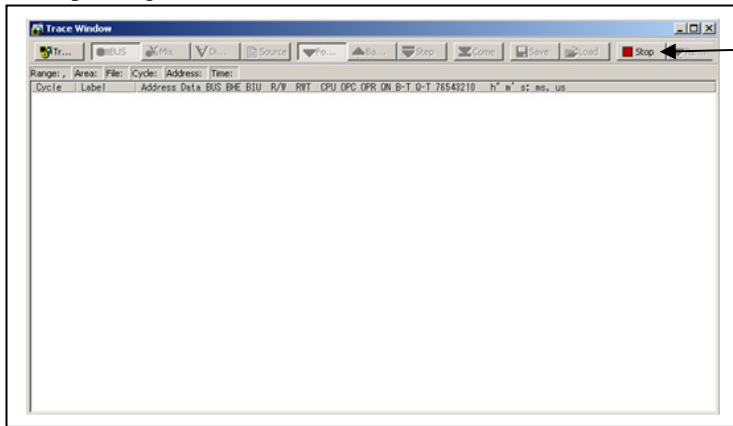 Trace Window
Tr... BUS Mix Di... Source Fo... Ba... Step Come Save Load Stop
Range: , Area: File: Cycle: Address: Time:
Cycle Label Address Data BUS BHE BIU R/W RWT CPU OPC OPR QN B-T Q-T 76543210 h" m' s: ms. us